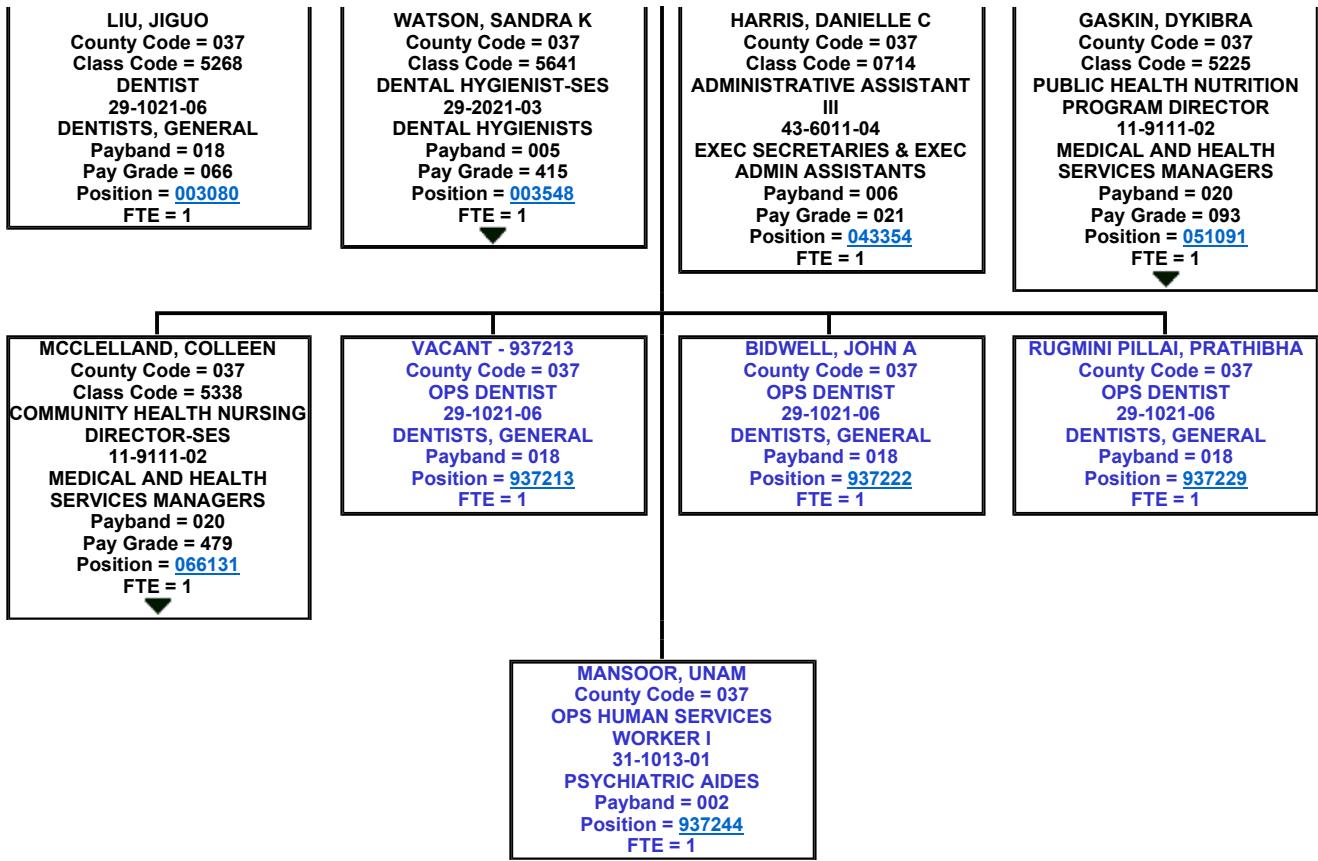 LIU, JIGUO
County Code = 037
Class Code = 5268
DENTIST
29-1021-06
DENTISTS, GENERAL
Payband = 018
Pay Grade = 066
Position = 003080
FTE = 1
WATSON, SANDRA K
County Code = 037
Class Code = 5641
DENTAL HYGIENIST-SES
29-2021-03
DENTAL HYGIENISTS
Payband = 005
Pay Grade = 415
Position = 003548
FTE = 1
HARRIS, DANIELLE C
County Code = 037
Class Code = 0714
ADMINISTRATIVE ASSISTANT
III
43-6011-04
EXEC SECRETARIES & EXEC
ADMIN ASSISTANTS
Payband = 006
Pay Grade = 021
Position = 043354
FTE = 1
GASKIN, DYKIBRA
County Code = 037
Class Code = 5225
PUBLIC HEALTH NUTRITION
PROGRAM DIRECTOR
11-9111-02
MEDICAL AND HEALTH
SERVICES MANAGERS
Payband = 020
Pay Grade = 093
Position = 051091
FTE = 1
MCCLELLAND, COLLEEN
County Code = 037
Class Code = 5338
COMMUNITY HEALTH NURSING
DIRECTOR-SES
11-9111-02
MEDICAL AND HEALTH
SERVICES MANAGERS
Payband = 020
Pay Grade = 479
Position = 066131
FTE = 1
VACANT - 937213
County Code = 037
OPS DENTIST
29-1021-06
DENTISTS, GENERAL
Payband = 018
Position = 937213
FTE = 1
BIDWELL, JOHN A
County Code = 037
OPS DENTIST
29-1021-06
DENTISTS, GENERAL
Payband = 018
Position = 937222
FTE = 1
RUGMINI PILLAI, PRATHIBHA
County Code = 037
OPS DENTIST
29-1021-06
DENTISTS, GENERAL
Payband = 018
Position = 937229
FTE = 1
MANSOOR, UNAM
County Code = 037
OPS HUMAN SERVICES
WORKER I
31-1013-01
PSYCHIATRIC AIDES
Payband = 002
Position = 937244
FTE = 1